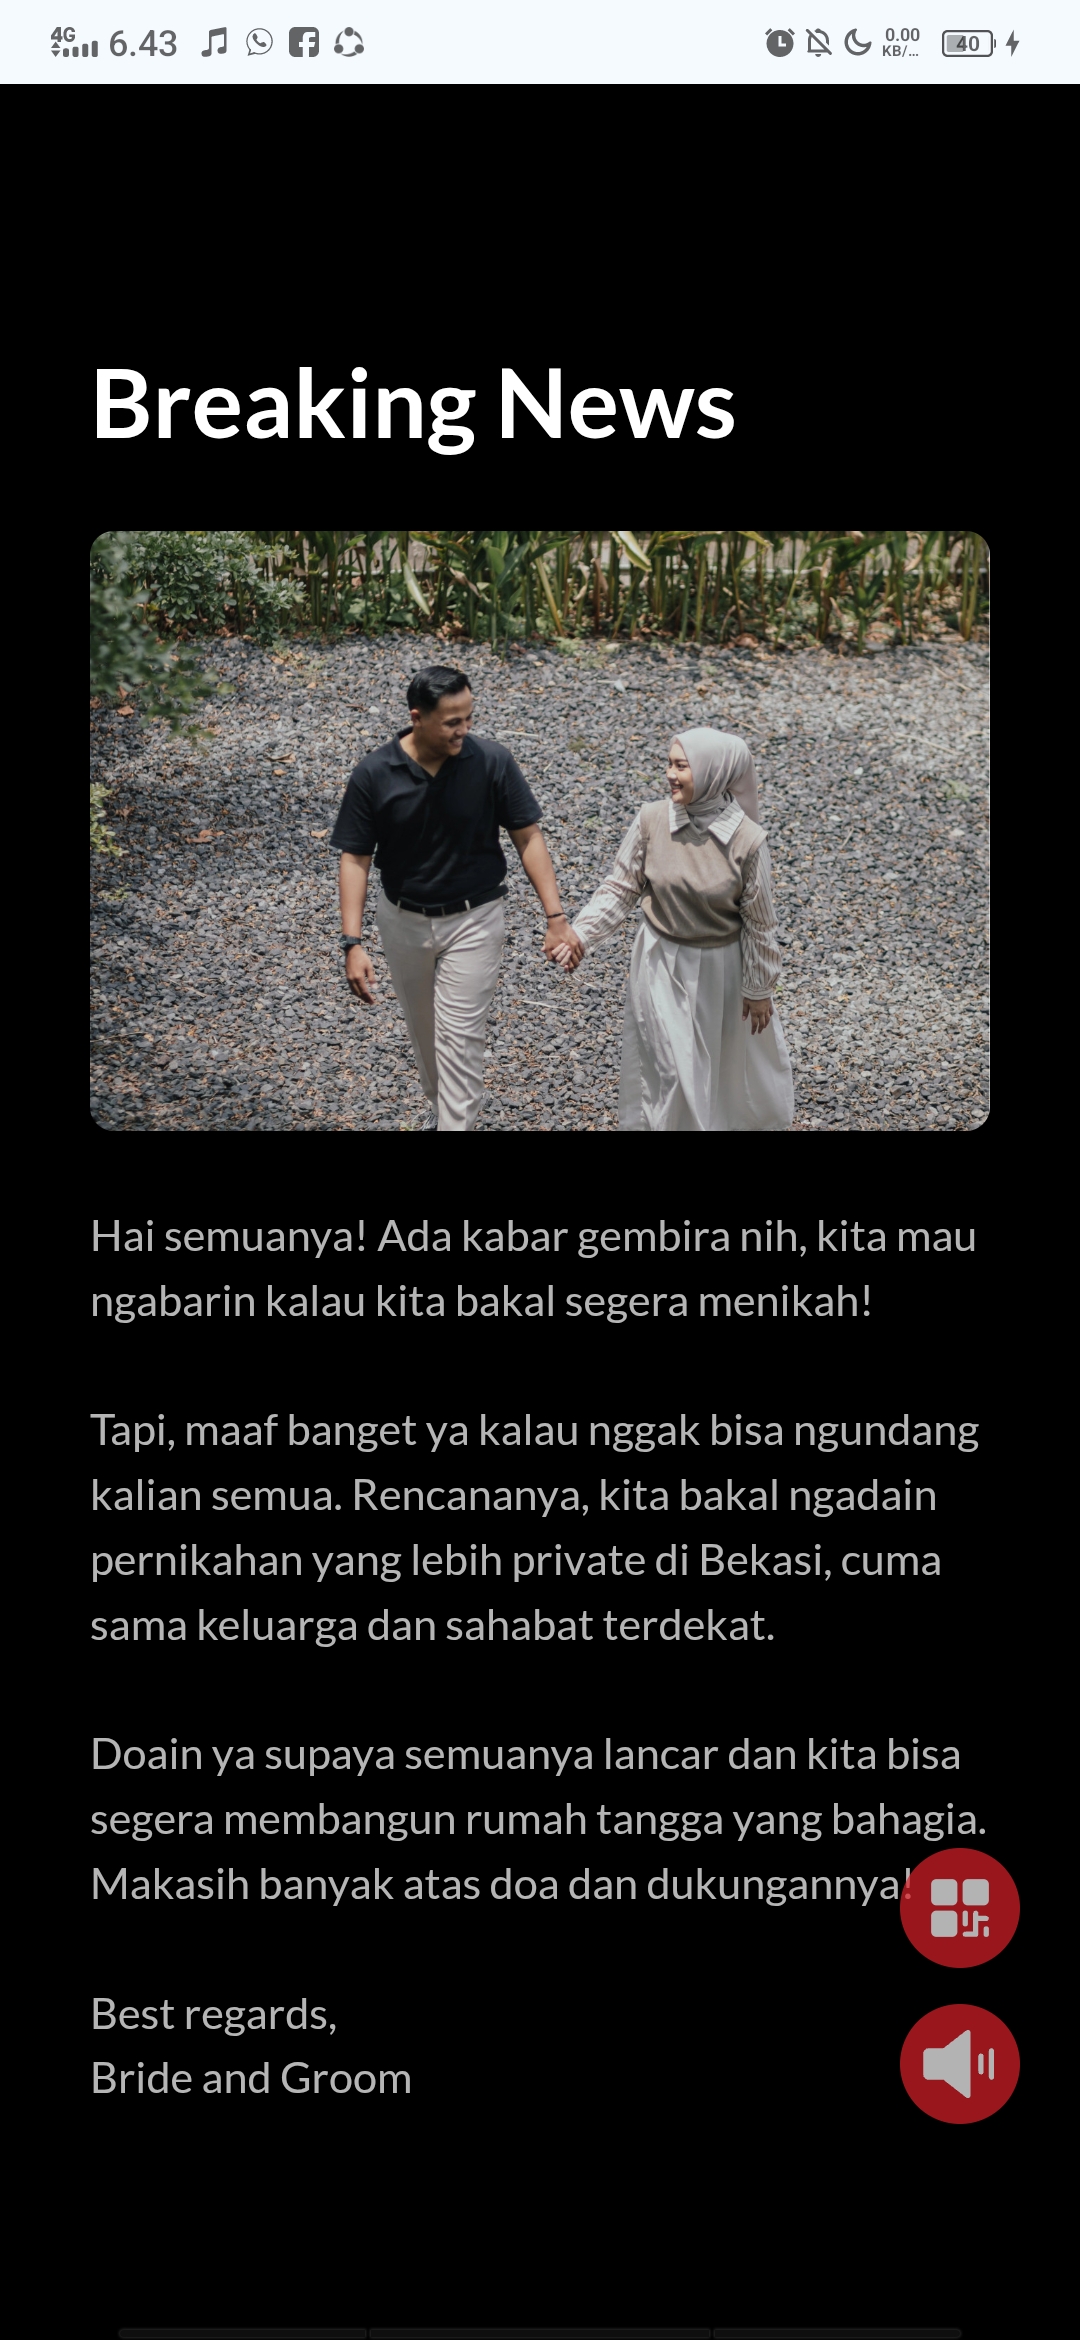 4G 6.43 0.00 KB/... 40
Breaking News
Hai semuanya! Ada kabar gembira nih, kita mau
ngabarin kalau kita bakal segera menikah!
Tapi, maaf banget ya kalau nggak bisa ngundang
kalian semua. Rencananya, kita bakal ngadain
pernikahan yang lebih private di Bekasi, cuma
sama keluarga dan sahabat terdekat.
Doain ya supaya semuanya lancar dan kita bisa
segera membangun rumah tangga yang bahagia.
Makasih banyak atas doa dan dukungannya!
Best regards,
Bride and Groom